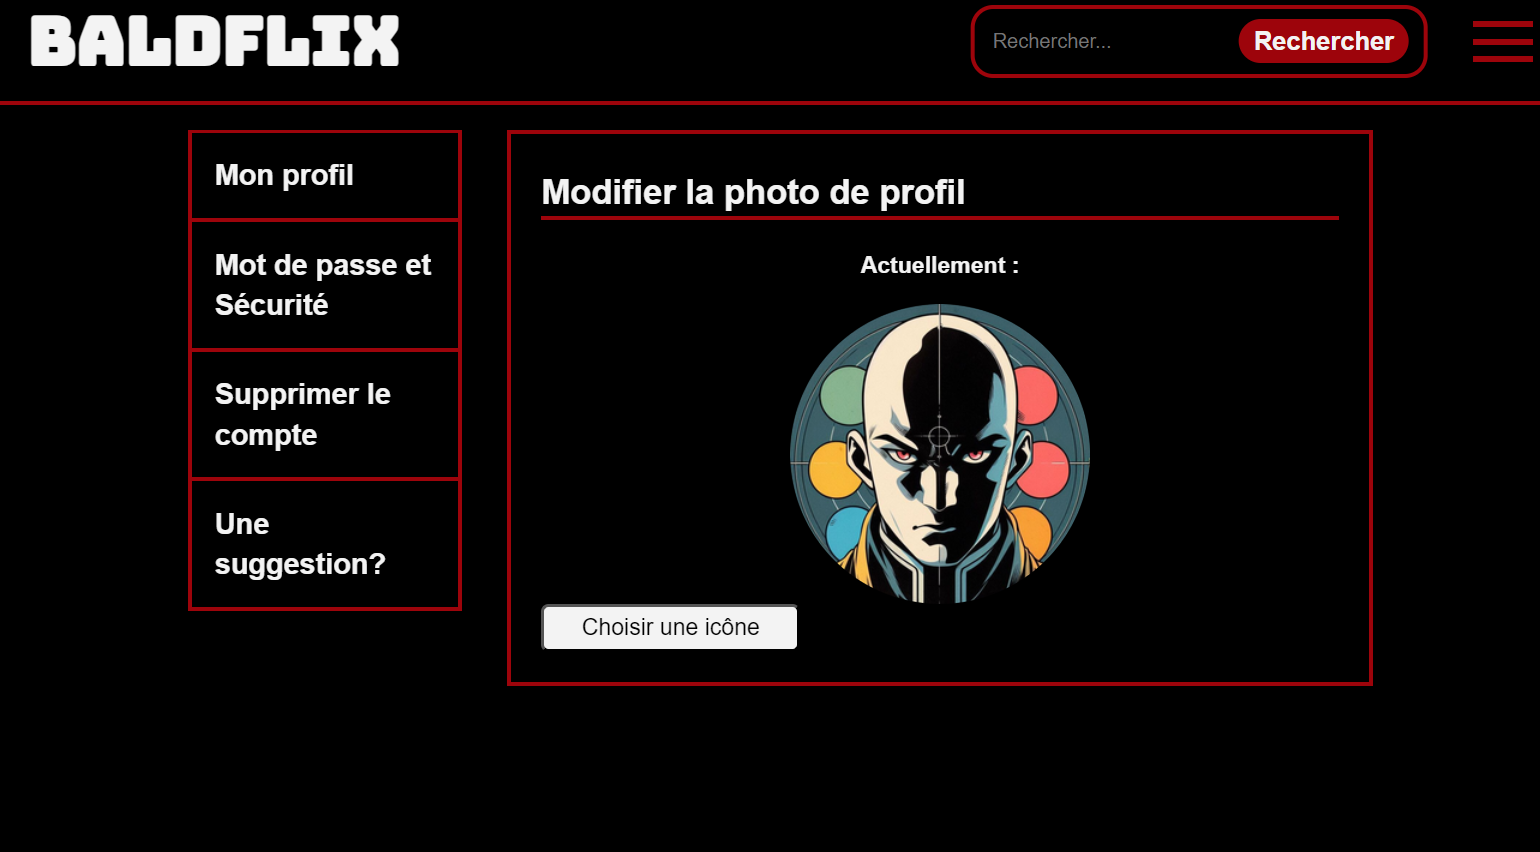 BALDFLIX
Rechercher...
Rechercher
Mon profil
Mot de passe et
Sécurité
Supprimer le
compte
Une
suggestion?
Modifier la photo de profil
Actuellement :
Choisir une icône